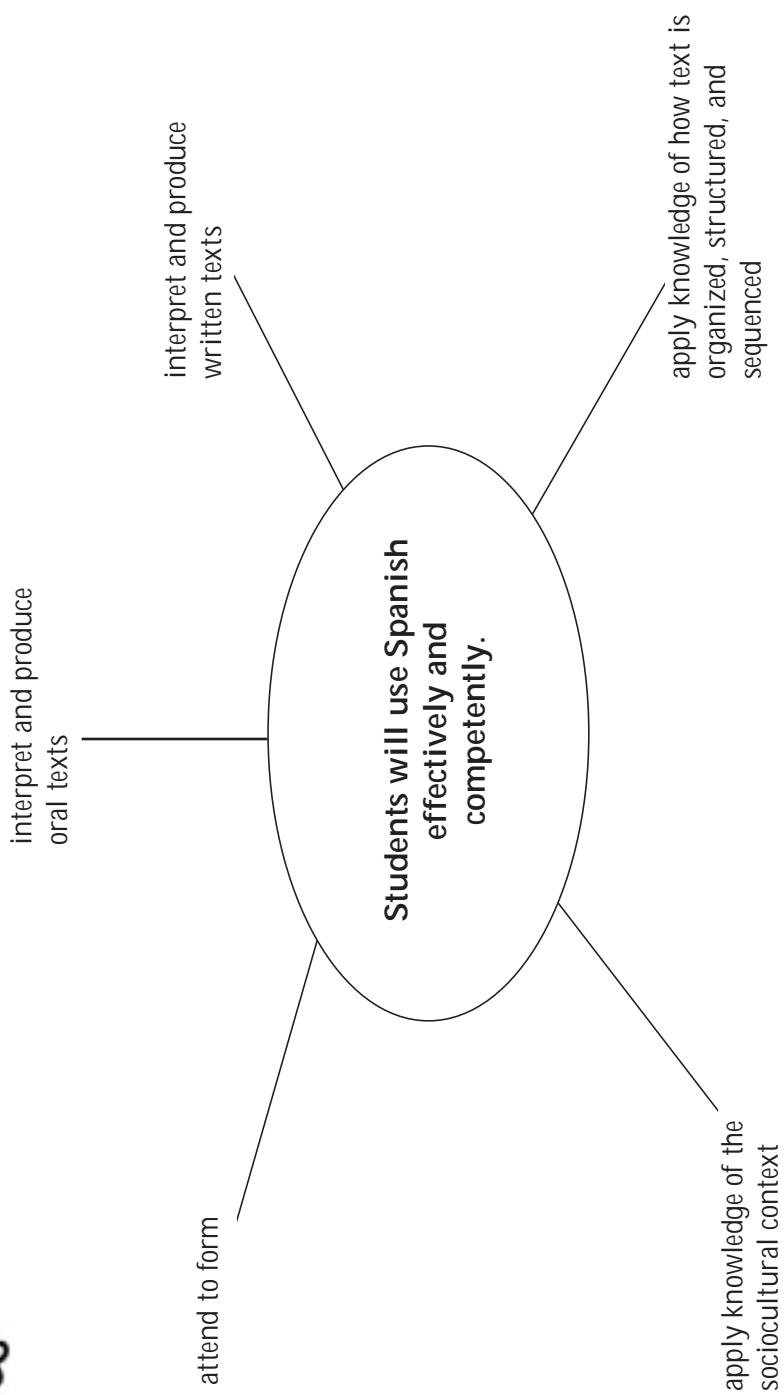 interpret and produce
oral texts
interpret and produce
written texts
attend to form
Students will use Spanish
effectively and
competently.
apply knowledge of how text is
organized, structured, and
sequenced
apply knowledge of the
sociocultural context